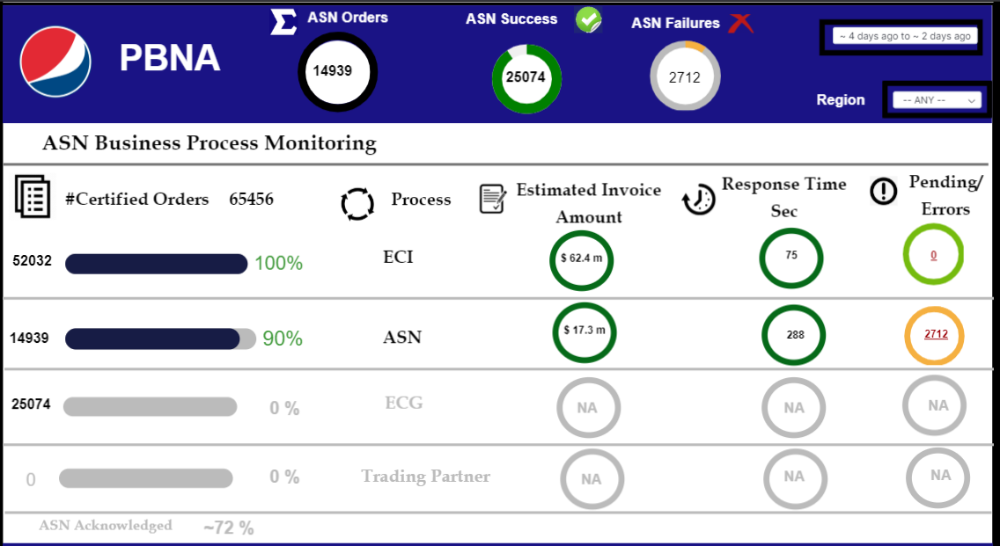 PBNA
ASN Orders
14939
ASN Success
25074
ASN Failures
2712
~ 4 days ago to ~ 2 days ago
Region
-- ANY --
ASN Business Process Monitoring
#Certified Orders 65456
Process
Estimated Invoice
Amount
Response Time
Sec
Pending/
Errors
52032 100% ECI $ 62.4 m 75 0
14939 90% ASN $ 17.3 m 288 2712
25074 0 % ECG NA NA NA
0 0 % Trading Partner NA NA NA
ASN Acknowledged ~72 %